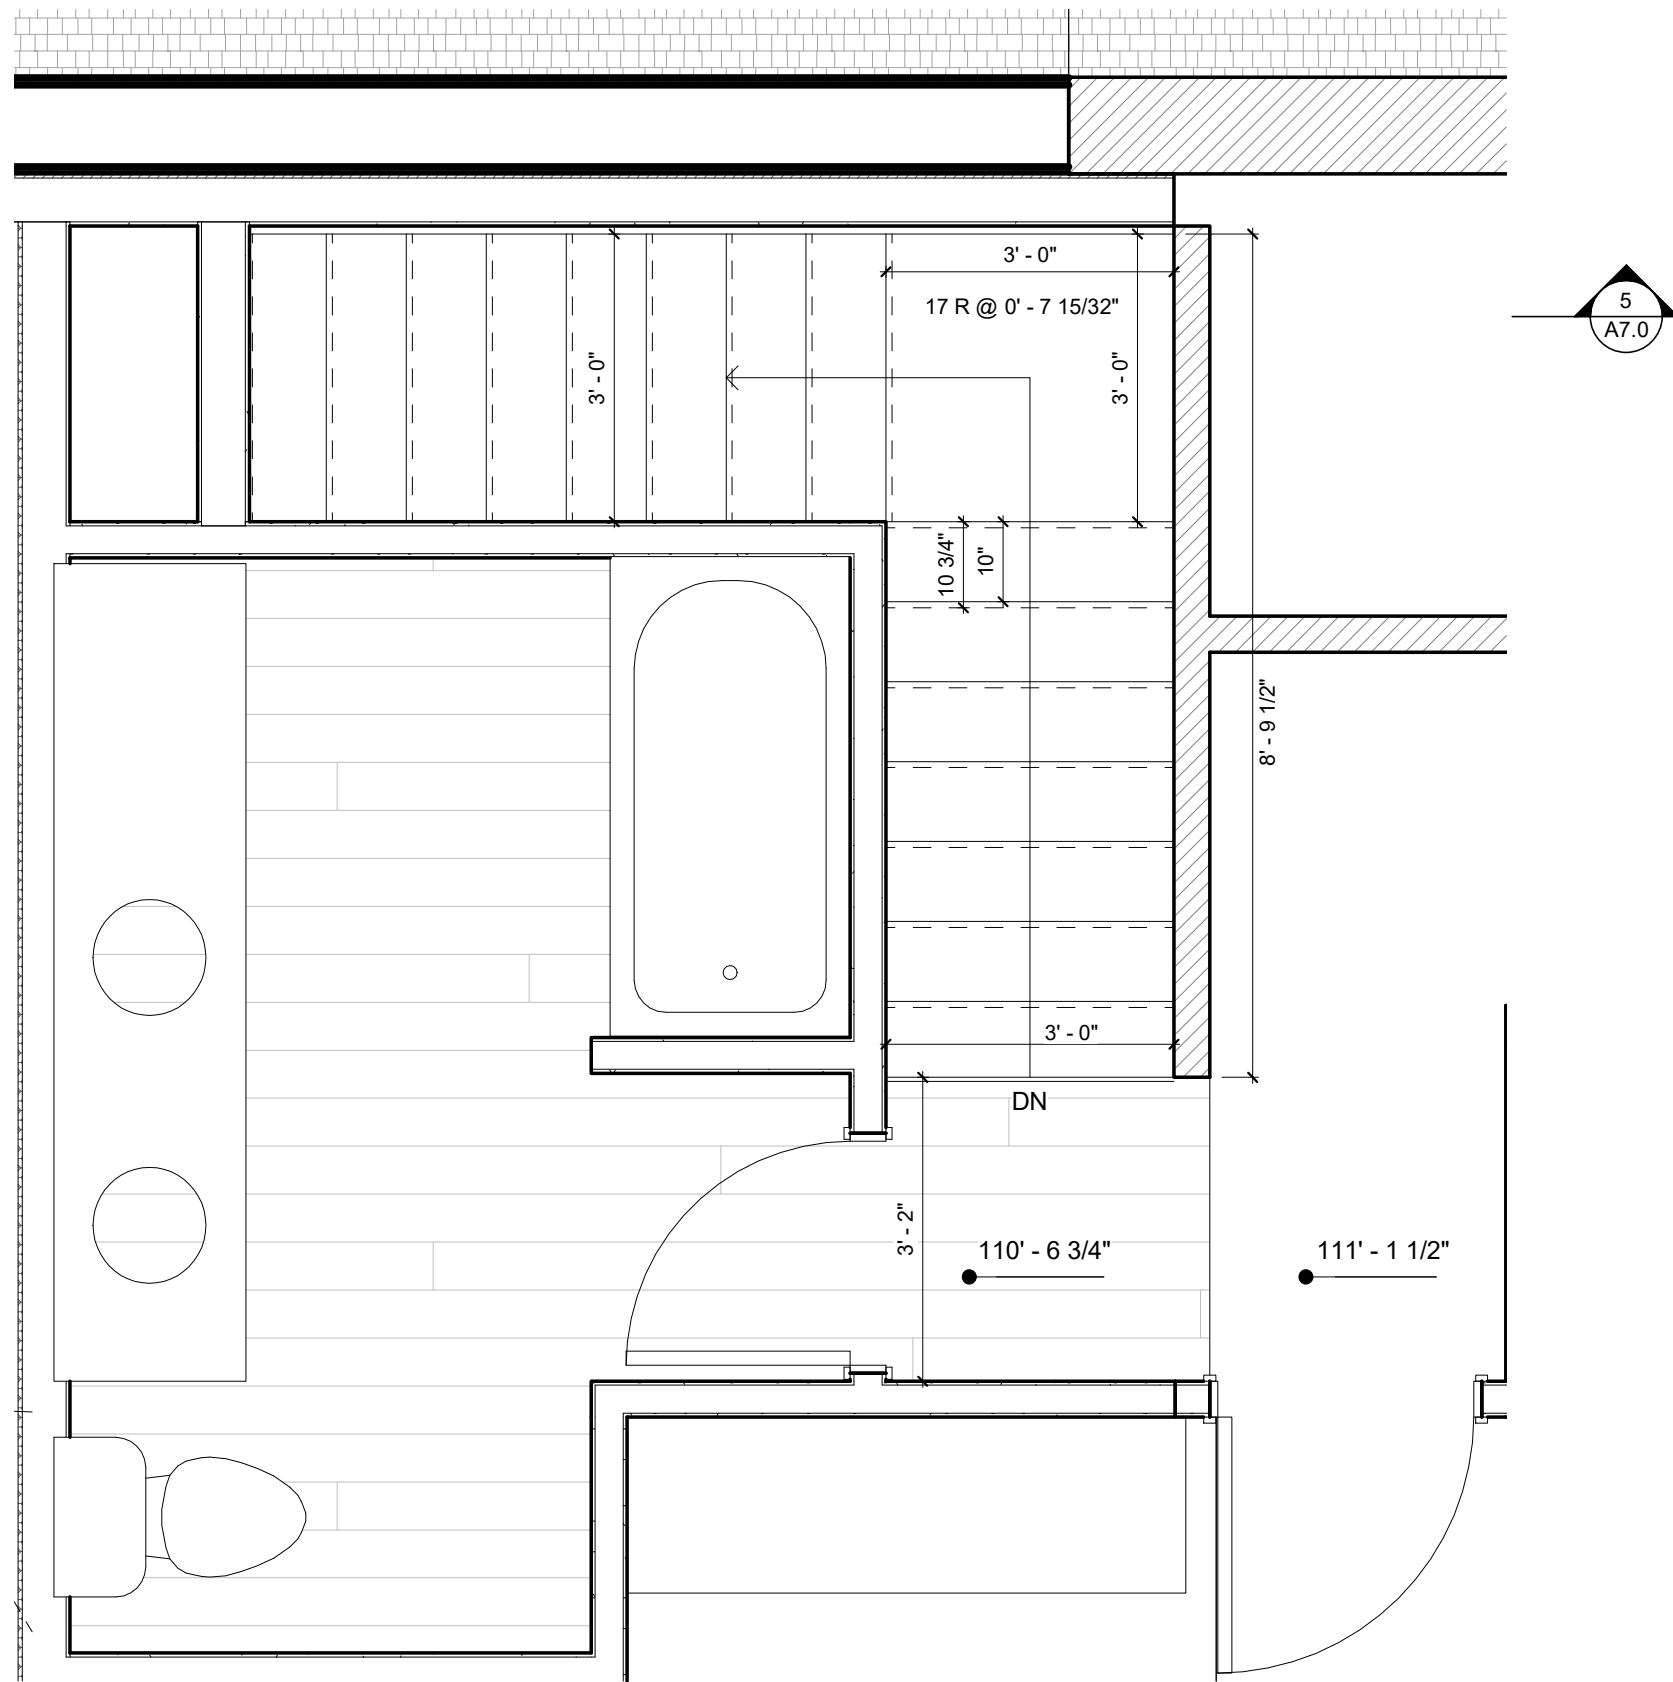 3' - 0"
17 R @ 0' - 7 15/32"
5
A7.0
3' - 0"
3' - 0"
10 3/4"
10"
8' - 9 1/2"
3' - 0"
DN
3' - 2"
110' - 6 3/4"
111' - 1 1/2"